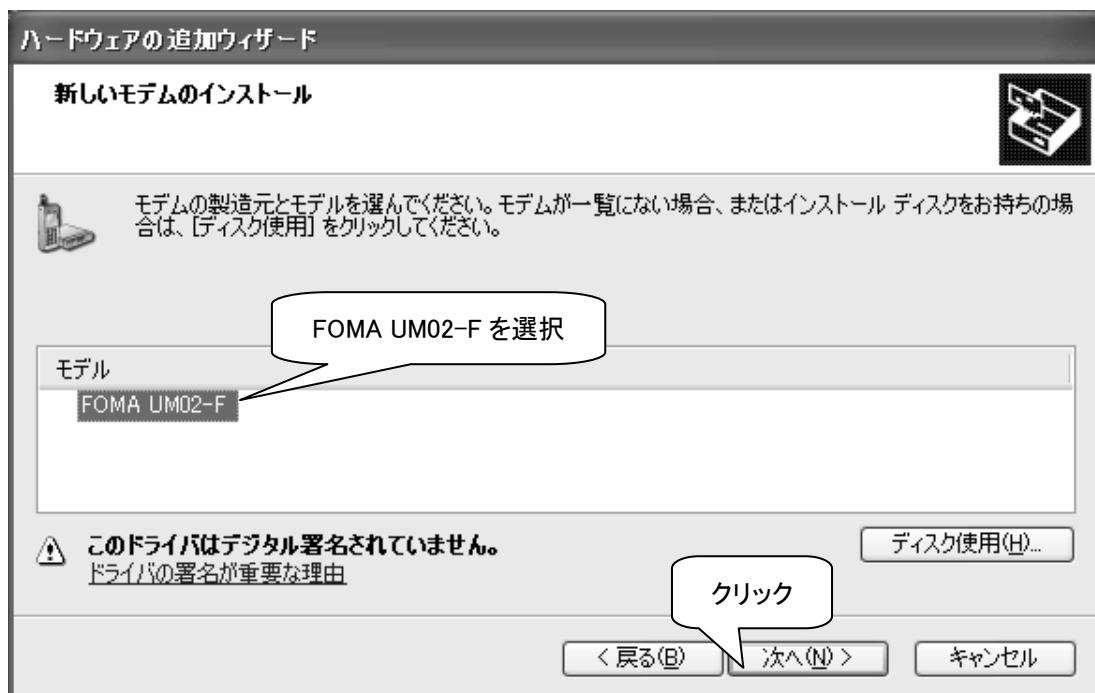 ハードウェアの追加ウィザード
新しいモデムのインストール
モデムの製造元とモデルを選んでください。モデムが一覧にない場合、またはインストール ディスクをお持ちの場
合は、[ディスク使用] をクリックしてください。
FOMA UM02-F を選択
モデル
FOMA UM02-F
このドライバはデジタル署名されていません。
ディスク使用(H)...
ドライバの署名が重要な理由
クリック
< 戻る(B)
次へ(N) >
キャンセル